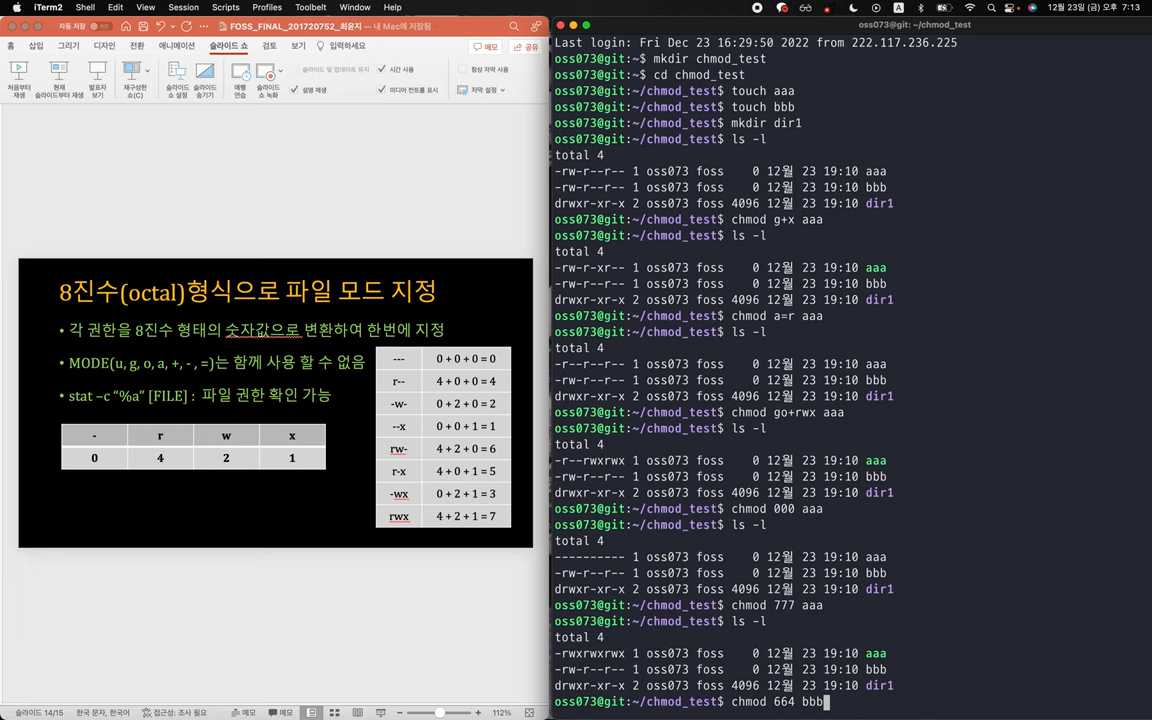 iTerm2 Shell Edit View Session Scripts Profiles Toolbelt Window Help
12월 23일 (금) 오후 7:13
자동 저장
FOSS_FINAL_201720752_최윤지 — 내 Mac에 저장됨
홈 삽입 그리기 디자인 전환 애니메이션 슬라이드 쇼 검토 보기 입력하세요
메모 공유
처음부터 재생
현재 슬라이드부터 재생
발표자 보기
재구성한 쇼(C)
슬라이드 쇼 설정
슬라이드 숨기기
예행 연습
슬라이드 쇼 녹화
슬라이드 및 업데이트 유지
시간 사용
설명 재생
미디어 컨트롤 표시
항상 자막 사용
자막 설정
8진수(octal)형식으로 파일 모드 지정
• 각 권한을 8진수 형태의 숫자값으로 변환하여 한번에 지정
• MODE(u, g, o, a, +, - , =)는 함께 사용 할 수 없음
• stat –c “%a” [FILE] : 파일 권한 확인 가능
- r w x
0 4 2 1
--- 0 + 0 + 0 = 0
r-- 4 + 0 + 0 = 4
-w- 0 + 2 + 0 = 2
--x 0 + 0 + 1 = 1
rw- 4 + 2 + 0 = 6
r-x 4 + 0 + 1 = 5
-wx 0 + 2 + 1 = 3
rwx 4 + 2 + 1 = 7
슬라이드 14/15 한국 문자, 한국어 접근성: 조사 필요 메모 메모 112%
oss073@git: ~/chmod_test
Last login: Fri Dec 23 16:29:50 2022 from 222.117.236.225
oss073@git:~$ mkdir chmod_test
oss073@git:~$ cd chmod_test
oss073@git:~/chmod_test$ touch aaa
oss073@git:~/chmod_test$ touch bbb
oss073@git:~/chmod_test$ mkdir dir1
oss073@git:~/chmod_test$ ls -l
total 4
-rw-r--r-- 1 oss073 foss 0 12월 23 19:10 aaa
-rw-r--r-- 1 oss073 foss 0 12월 23 19:10 bbb
drwxr-xr-x 2 oss073 foss 4096 12월 23 19:10 dir1
oss073@git:~/chmod_test$ chmod g+x aaa
oss073@git:~/chmod_test$ ls -l
total 4
-rw-r-xr-- 1 oss073 foss 0 12월 23 19:10 aaa
-rw-r--r-- 1 oss073 foss 0 12월 23 19:10 bbb
drwxr-xr-x 2 oss073 foss 4096 12월 23 19:10 dir1
oss073@git:~/chmod_test$ chmod a=r aaa
oss073@git:~/chmod_test$ ls -l
total 4
-r--r--r-- 1 oss073 foss 0 12월 23 19:10 aaa
-rw-r--r-- 1 oss073 foss 0 12월 23 19:10 bbb
drwxr-xr-x 2 oss073 foss 4096 12월 23 19:10 dir1
oss073@git:~/chmod_test$ chmod go+rwx aaa
oss073@git:~/chmod_test$ ls -l
total 4
-r--rwxrwx 1 oss073 foss 0 12월 23 19:10 aaa
-rw-r--r-- 1 oss073 foss 0 12월 23 19:10 bbb
drwxr-xr-x 2 oss073 foss 4096 12월 23 19:10 dir1
oss073@git:~/chmod_test$ chmod 000 aaa
oss073@git:~/chmod_test$ ls -l
total 4
---------- 1 oss073 foss 0 12월 23 19:10 aaa
-rw-r--r-- 1 oss073 foss 0 12월 23 19:10 bbb
drwxr-xr-x 2 oss073 foss 4096 12월 23 19:10 dir1
oss073@git:~/chmod_test$ chmod 777 aaa
oss073@git:~/chmod_test$ ls -l
total 4
-rwxrwxrwx 1 oss073 foss 0 12월 23 19:10 aaa
-rw-r--r-- 1 oss073 foss 0 12월 23 19:10 bbb
drwxr-xr-x 2 oss073 foss 4096 12월 23 19:10 dir1
oss073@git:~/chmod_test$ chmod 664 bbb